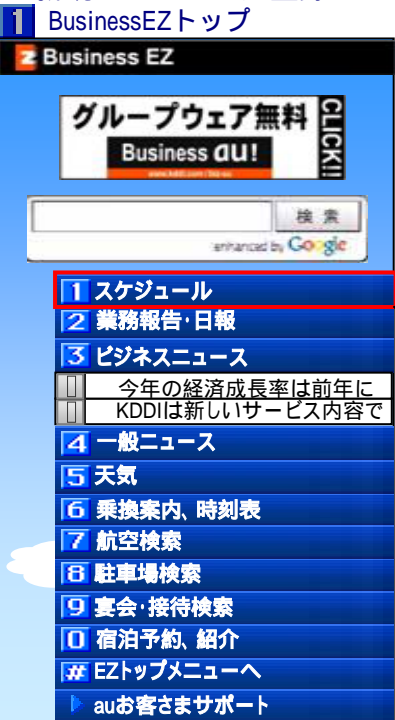 1 BusinessEZトップ
Business EZ
グループウェア無料
Business au!
CLICK!!
検 索
enhanced by Google
1 スケジュール
2 業務報告・日報
3 ビジネスニュース
今年の経済成長率は前年に
KDDIは新しいサービス内容で
4 一般ニュース
5 天気
6 乗換案内、時刻表
7 航空検索
8 駐車場検索
9 宴会・接待検索
0 宿泊予約、紹介
# EZトップメニューへ
auお客さまサポート